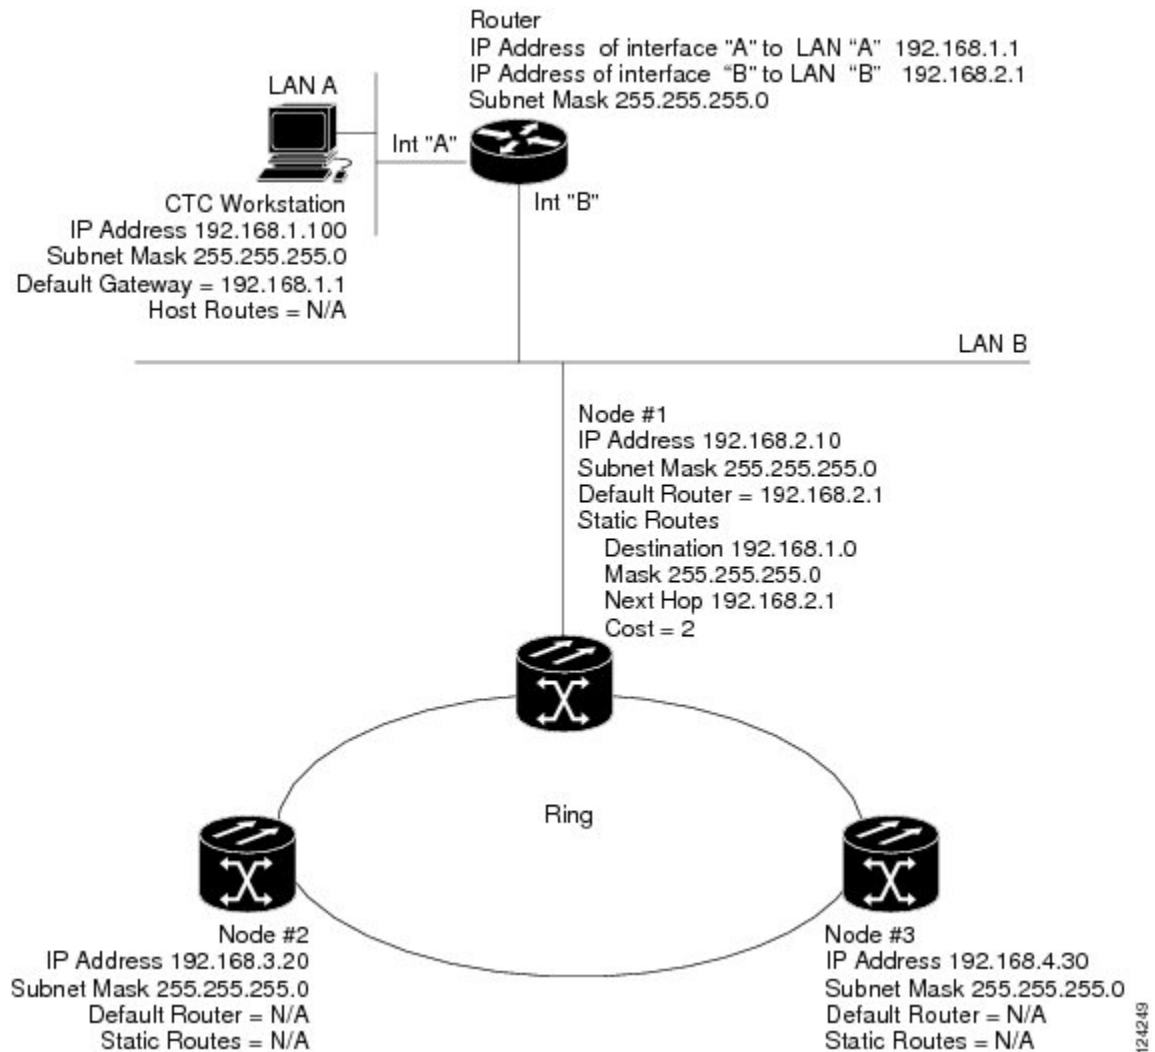 Router
IP Address of interface "A" to LAN "A" 192.168.1.1
IP Address of interface “B” to LAN “B” 192.168.2.1
Subnet Mask 255.255.255.0
LAN A
Int "A"
Int "B"
CTC Workstation
IP Address 192.168.1.100
Subnet Mask 255.255.255.0
Default Gateway = 192.168.1.1
Host Routes = N/A
LAN B
Node #1
IP Address 192.168.2.10
Subnet Mask 255.255.255.0
Default Router = 192.168.2.1
Static Routes
Destination 192.168.1.0
Mask 255.255.255.0
Next Hop 192.168.2.1
Cost = 2
Ring
Node #2
IP Address 192.168.3.20
Subnet Mask 255.255.255.0
Default Router = N/A
Static Routes = N/A
Node #3
IP Address 192.168.4.30
Subnet Mask 255.255.255.0
Default Router = N/A
Static Routes = N/A
124249